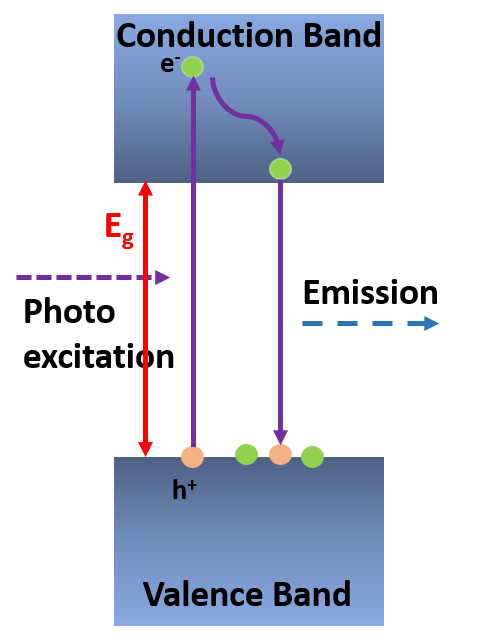 Conduction Band
e-
Eg
Photo
excitation
Emission
h+
Valence Band